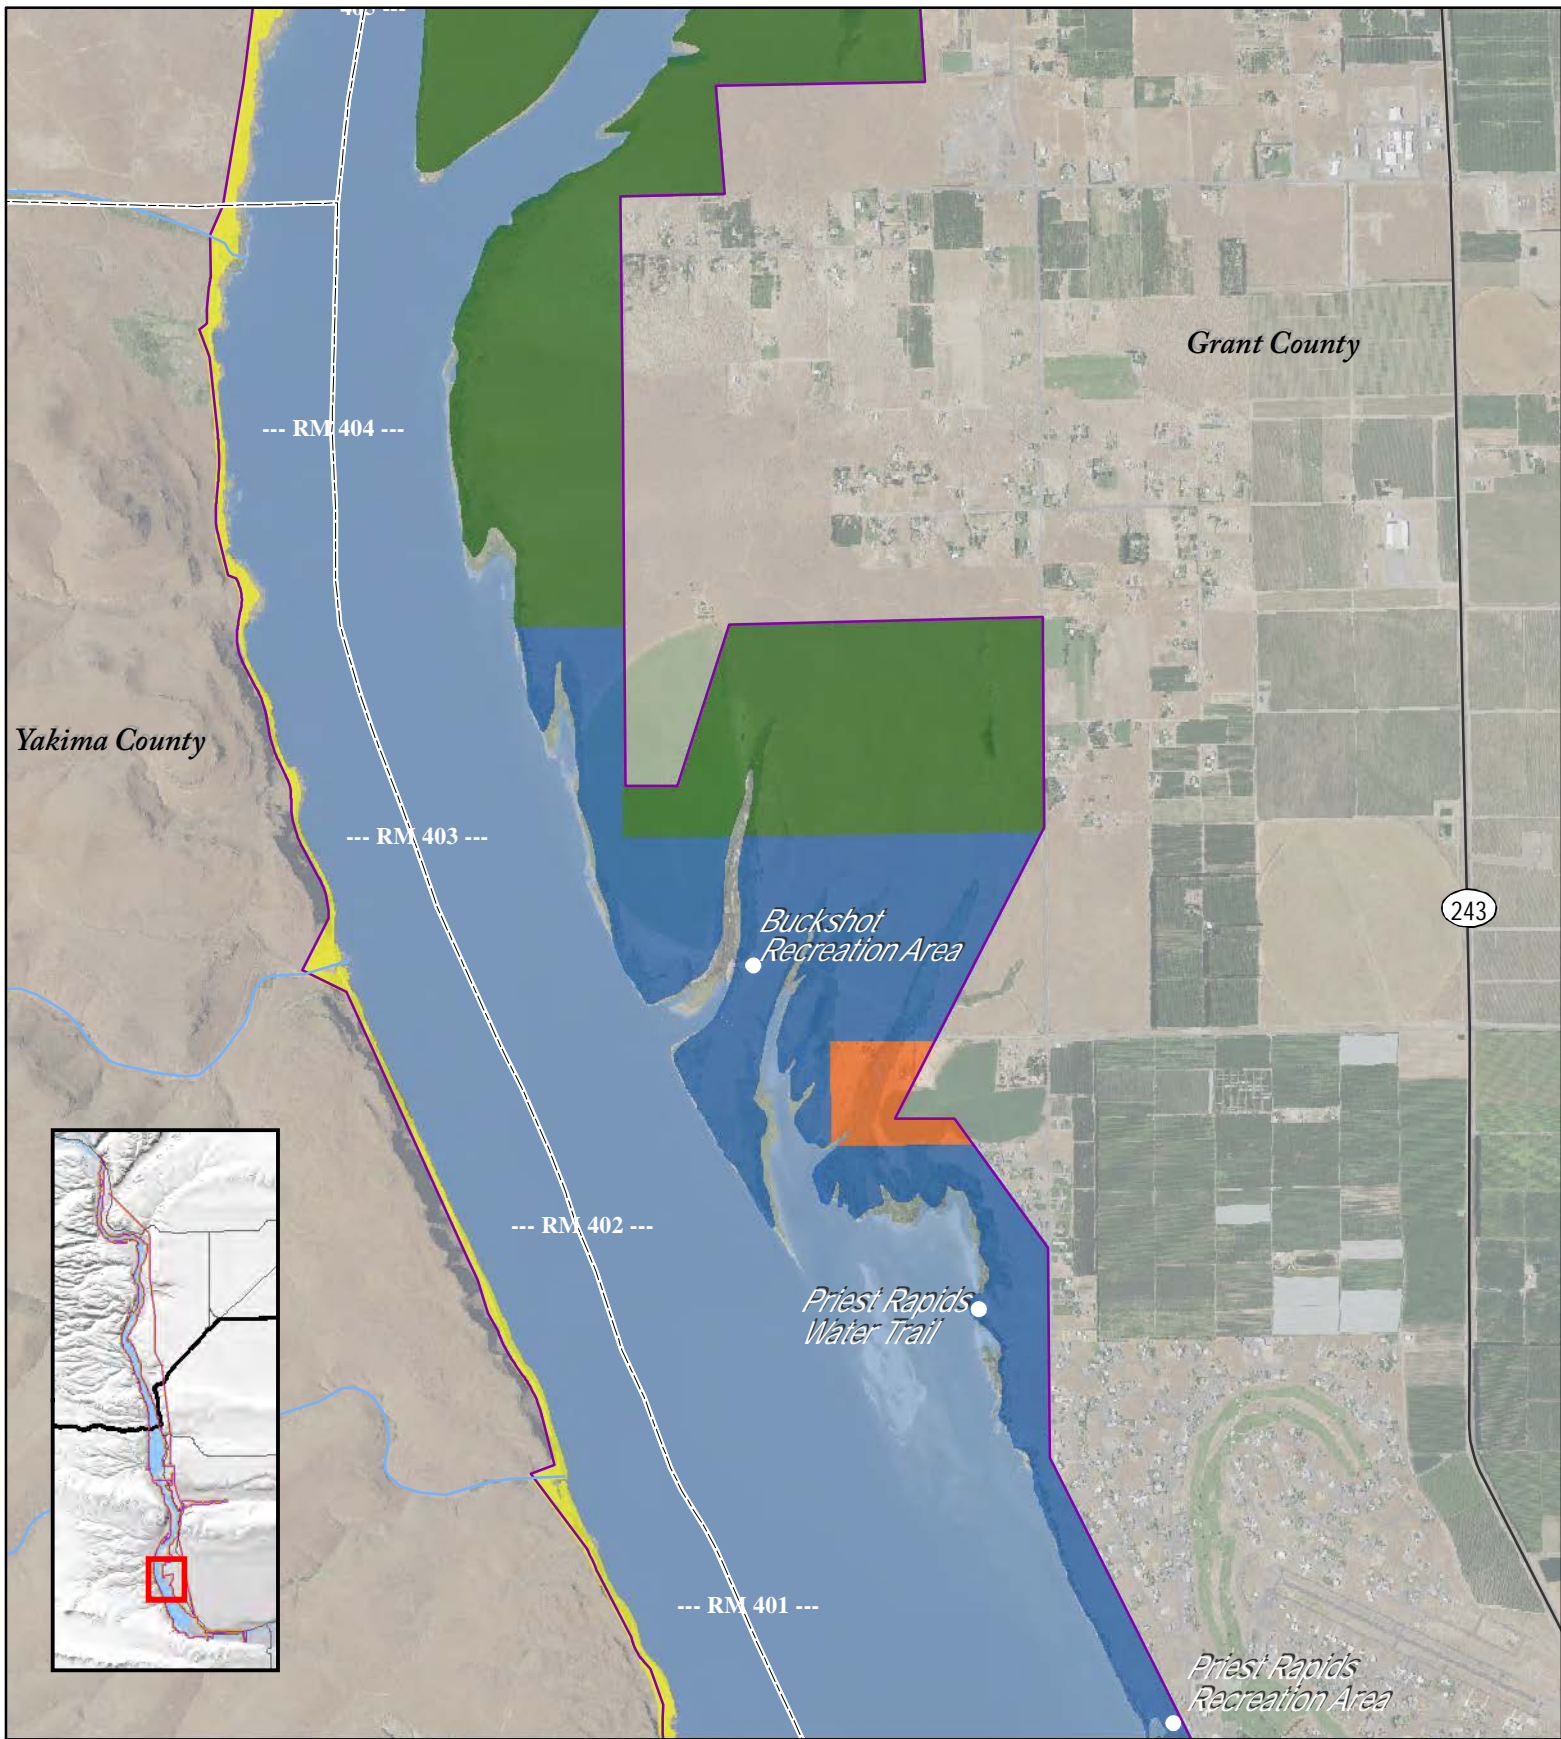 Grant County
--- RM 404 ---
Yakima County
--- RM 403 ---
243
Buckshot
Recreation Area
--- RM 402 ---
Priest Rapids
Water Trail
--- RM 401 ---
Priest Rapids
Recreation Area